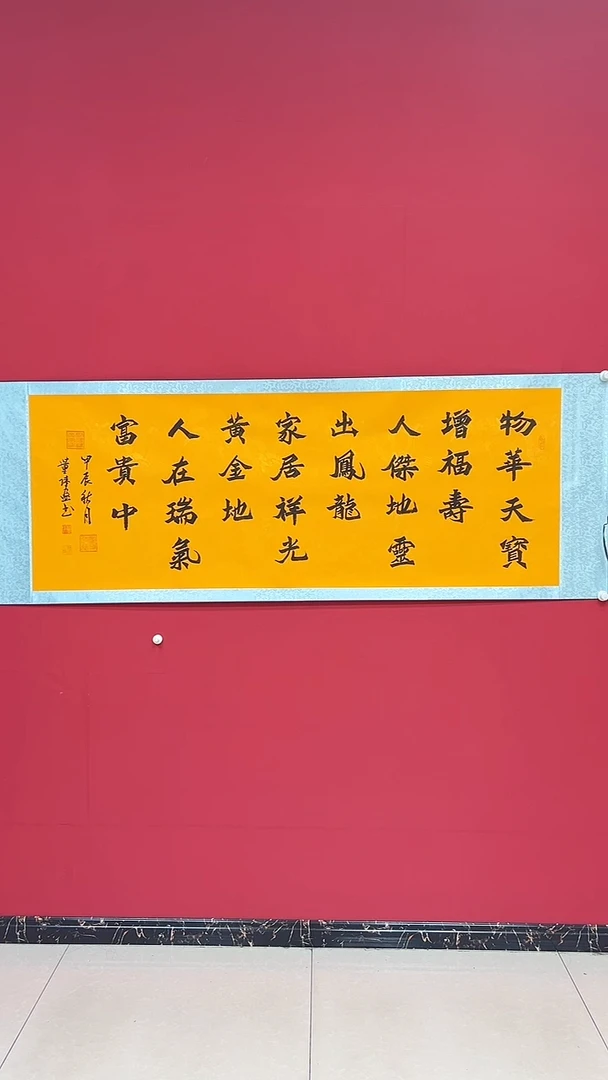 物華天寶
增福壽
人傑地靈
出鳳龍
家居祥光
黃金地
人在瑞氣
富貴中
甲辰秋月